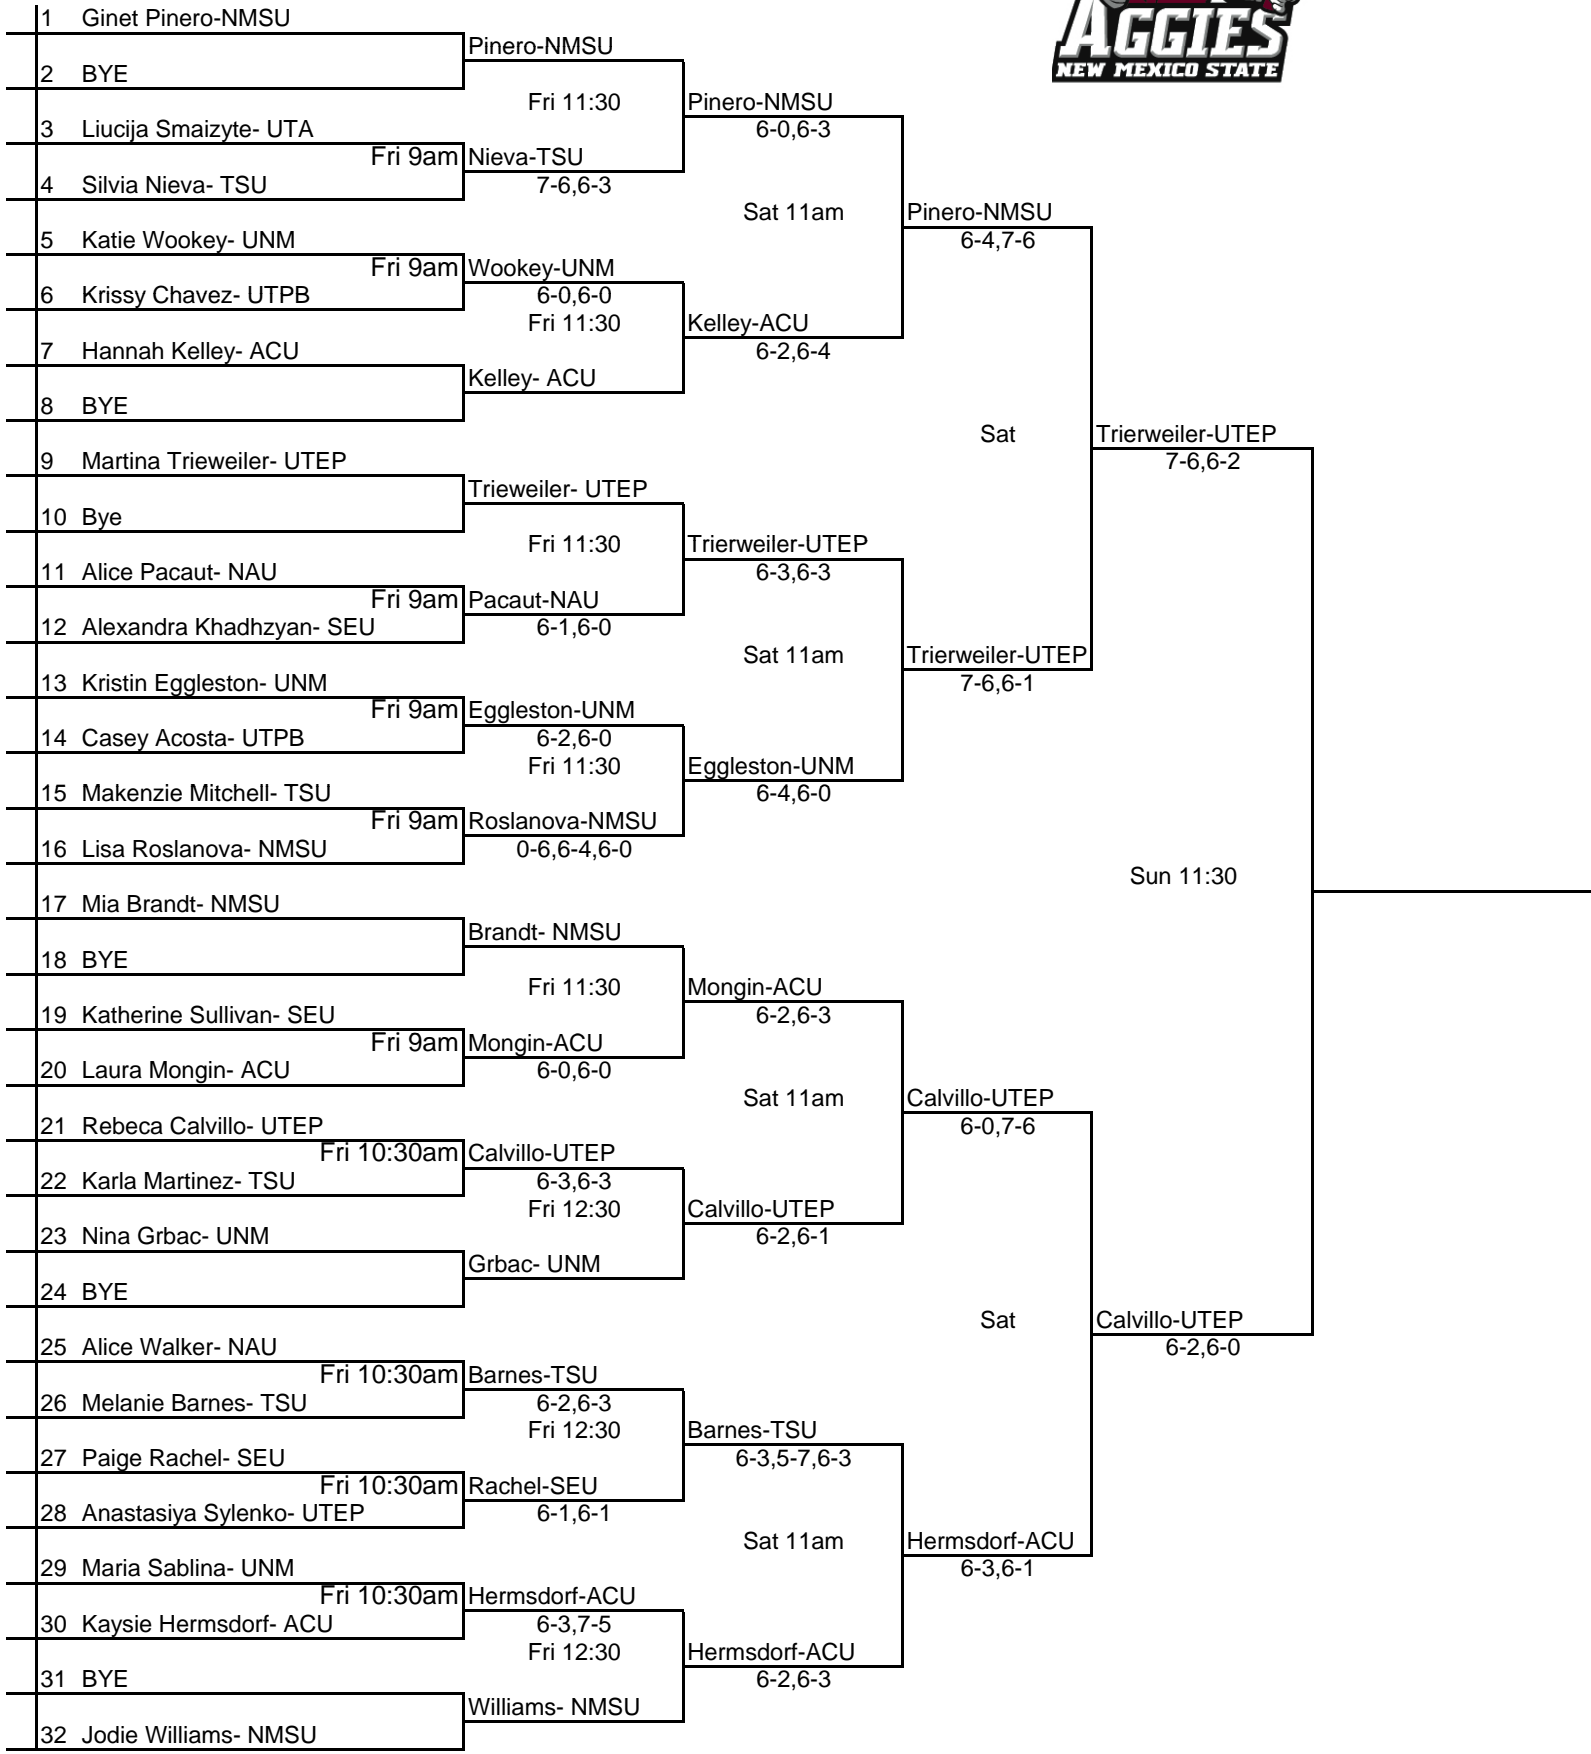 AGGIES
NEW MEXICO STATE
1 Ginet Pinero-NMSU
Pinero-NMSU
2 BYE
Fri 11:30 Pinero-NMSU
3 Liucija Smaizyte- UTA 6-0,6-3
Fri 9am Nieva-TSU
4 Silvia Nieva- TSU 7-6,6-3
Sat 11am Pinero-NMSU
5 Katie Wookey- UNM 6-4,7-6
Fri 9am Wookey-UNM
6 Krissy Chavez- UTPB 6-0,6-0
Fri 11:30 Kelley-ACU
7 Hannah Kelley- ACU 6-2,6-4
Kelley- ACU
8 BYE
Sat Trierweiler-UTEP
9 Martina Trieweiler- UTEP 7-6,6-2
Trieweiler- UTEP
10 Bye
Fri 11:30 Trierweiler-UTEP
11 Alice Pacaut- NAU 6-3,6-3
Fri 9am Pacaut-NAU
12 Alexandra Khadhzyan- SEU 6-1,6-0
Sat 11am Trierweiler-UTEP
13 Kristin Eggleston- UNM 7-6,6-1
Fri 9am Eggleston-UNM
14 Casey Acosta- UTPB 6-2,6-0
Fri 11:30 Eggleston-UNM
15 Makenzie Mitchell- TSU 6-4,6-0
Fri 9am Roslanova-NMSU
16 Lisa Roslanova- NMSU 0-6,6-4,6-0
Sun 11:30
17 Mia Brandt- NMSU
Brandt- NMSU
18 BYE
Fri 11:30 Mongin-ACU
19 Katherine Sullivan- SEU 6-2,6-3
Fri 9am Mongin-ACU
20 Laura Mongin- ACU 6-0,6-0
Sat 11am Calvillo-UTEP
21 Rebeca Calvillo- UTEP 6-0,7-6
Fri 10:30am Calvillo-UTEP
22 Karla Martinez- TSU 6-3,6-3
Fri 12:30 Calvillo-UTEP
23 Nina Grbac- UNM 6-2,6-1
Grbac- UNM
24 BYE
Sat Calvillo-UTEP
25 Alice Walker- NAU 6-2,6-0
Fri 10:30am Barnes-TSU
26 Melanie Barnes- TSU 6-2,6-3
Fri 12:30 Barnes-TSU
27 Paige Rachel- SEU 6-3,5-7,6-3
Fri 10:30am Rachel-SEU
28 Anastasiya Sylenko- UTEP 6-1,6-1
Sat 11am Hermsdorf-ACU
29 Maria Sablina- UNM 6-3,6-1
Fri 10:30am Hermsdorf-ACU
30 Kaysie Hermsdorf- ACU 6-3,7-5
Fri 12:30 Hermsdorf-ACU
31 BYE 6-2,6-3
Williams- NMSU
32 Jodie Williams- NMSU